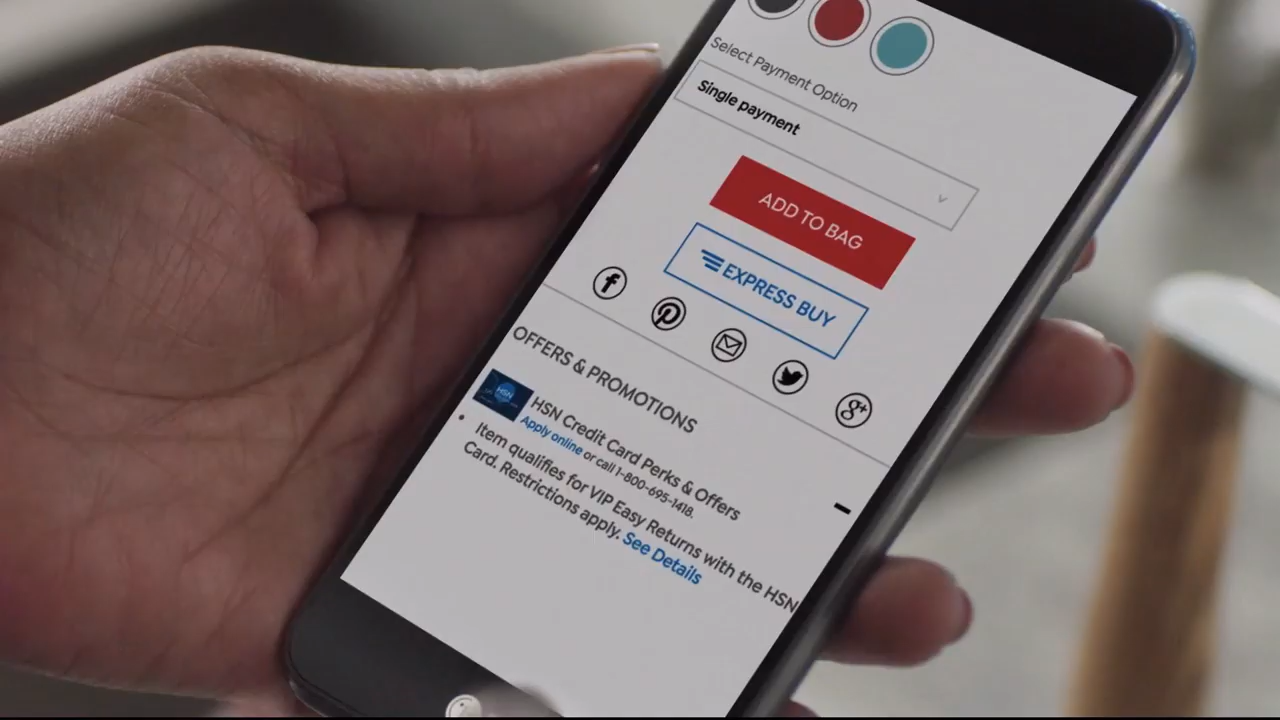 Select Payment Option
Single payment
ADD TO BAG
EXPRESS BUY
OFFERS & PROMOTIONS
HSN
HSN Credit Card Perks & Offers
Apply online or call 1-800-695-1418.
Item qualifies for VIP Easy Returns with the HSN
Card. Restrictions apply. See Details